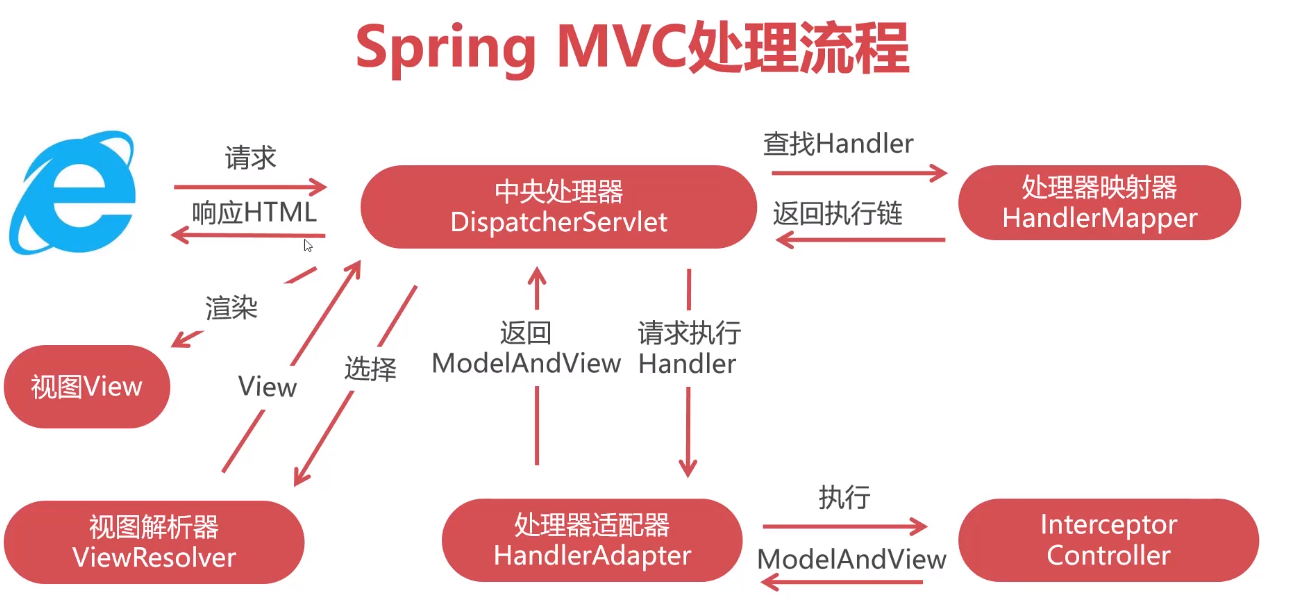 Spring MVC处理流程
请求
响应HTML
中央处理器
DispatcherServlet
查找Handler
返回执行链
处理器映射器
HandlerMapper
渲染
视图View
View
选择
返回
ModelAndView
请求执行
Handler
视图解析器
ViewResolver
处理器适配器
HandlerAdapter
执行
ModelAndView
Interceptor
Controller